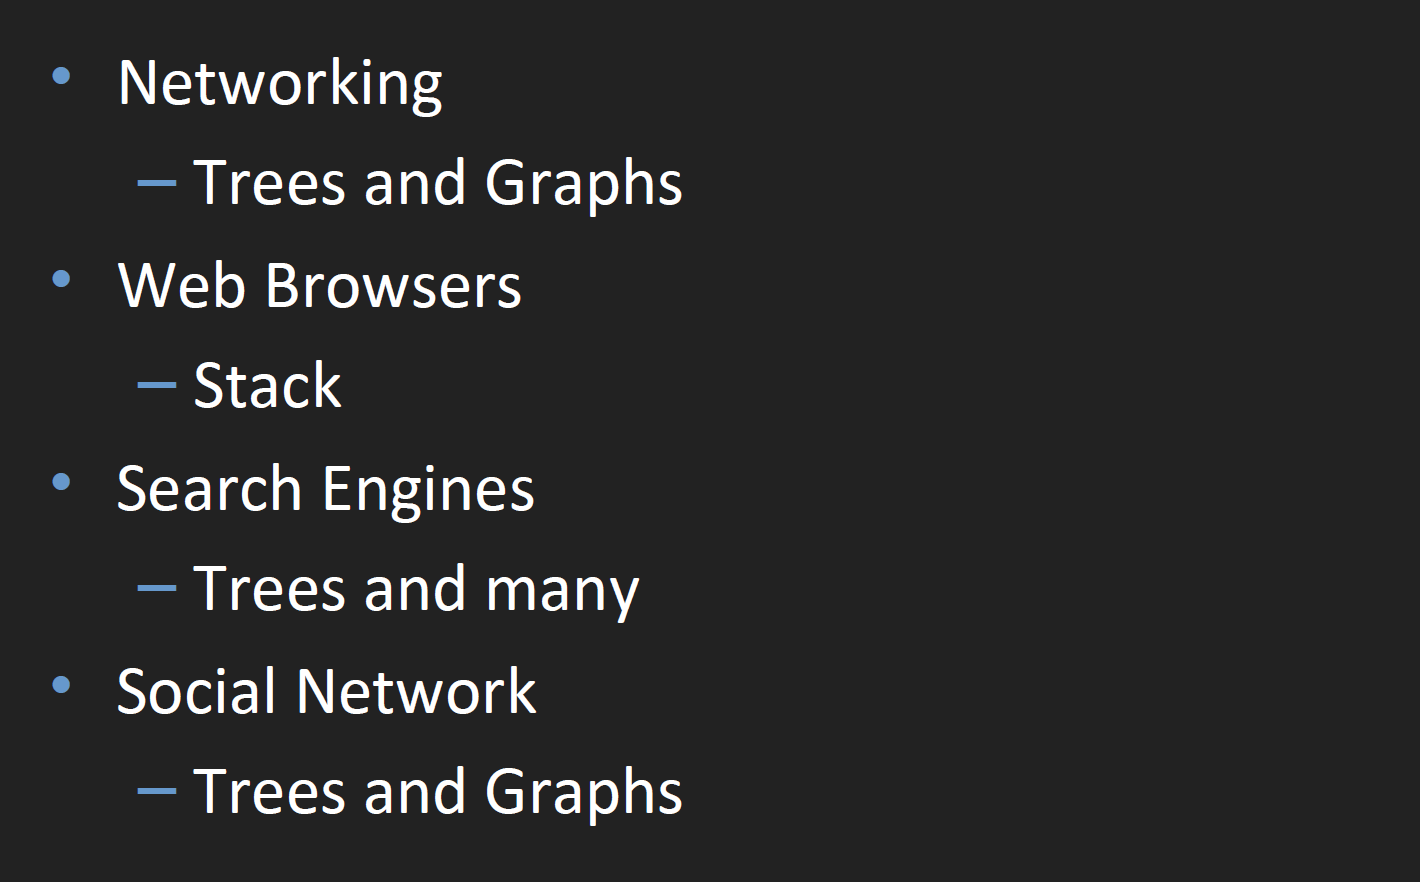 • Networking
– Trees and Graphs
• Web Browsers
– Stack
• Search Engines
– Trees and many
• Social Network
– Trees and Graphs